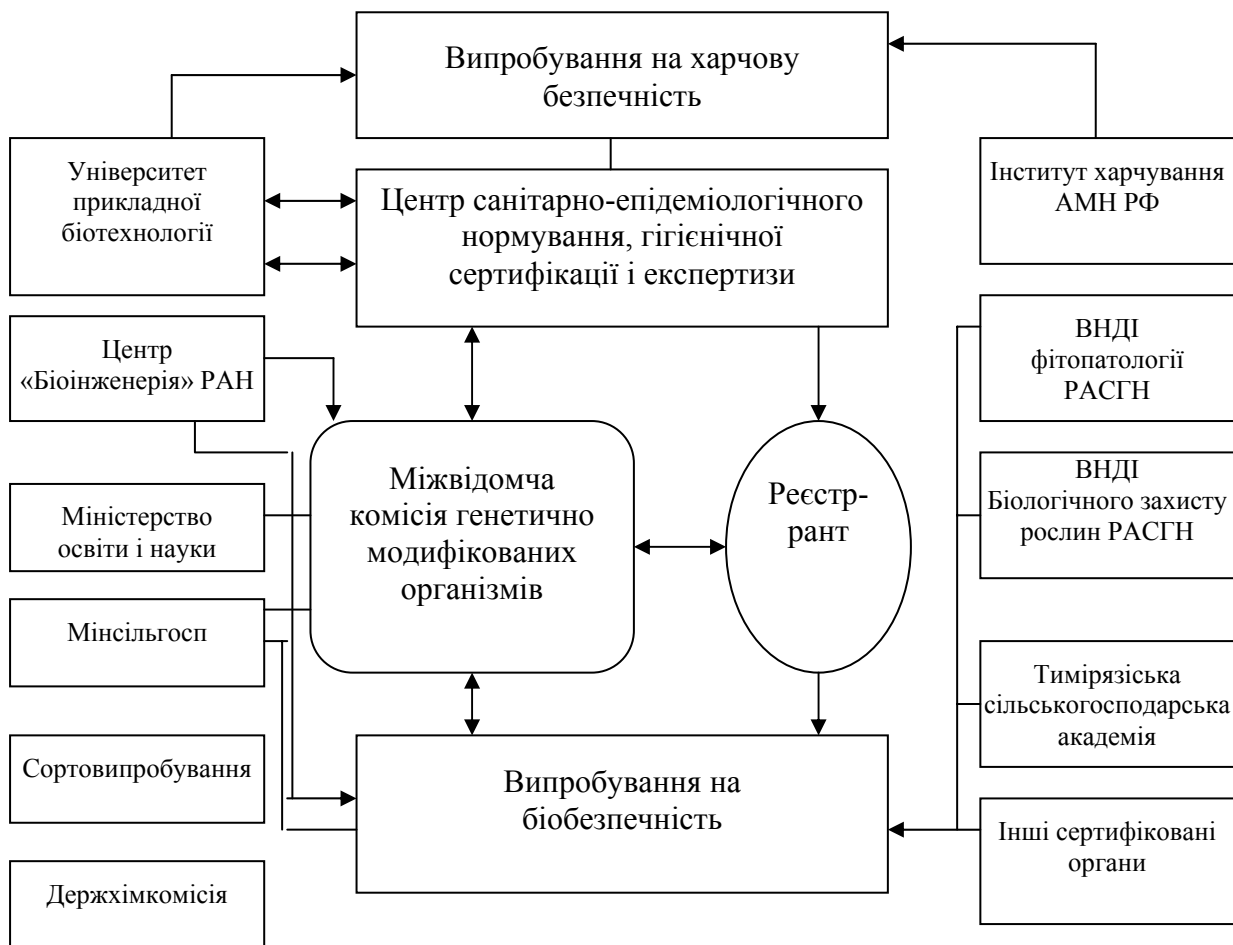 Випробування на харчову
безпечність
Університет
прикладної
біотехнології
Центр санітарно-епідеміологічного
нормування, гігієнічної
сертифікації і експертизи
Інститут харчування
АМН РФ
Центр
«Біоінженерія» РАН
ВНДІ
фітопатології
РАСГН
Міжвідомча
комісія генетично
модифікованих
організмів
Реєстр-
рант
ВНДІ
Біологічного захисту
рослин РАСГН
Міністерство
освіти і науки
Мінсільгосп
Тимірязіська
сільськогосподарська
академія
Сортовипробування
Випробування на
біобезпечність
Інші сертифіковані
органи
Держхімкомісія